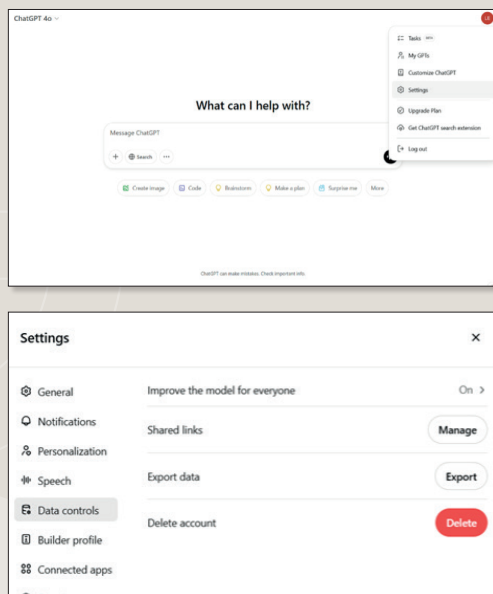 ChatGPT 4o
Tasks BETA
My GPTs
Customize ChatGPT
Settings
Upgrade Plan
Get ChatGPT search extension
Log out
What can I help with?
Message ChatGPT
+ Search ...
Create image Code Brainstorm Make a plan Surprise me More
ChatGPT can make mistakes. Check important info.
Settings
General
Notifications
Personalization
Speech
Data controls
Builder profile
Connected apps
Improve the model for everyone On >
Shared links Manage
Export data Export
Delete account Delete